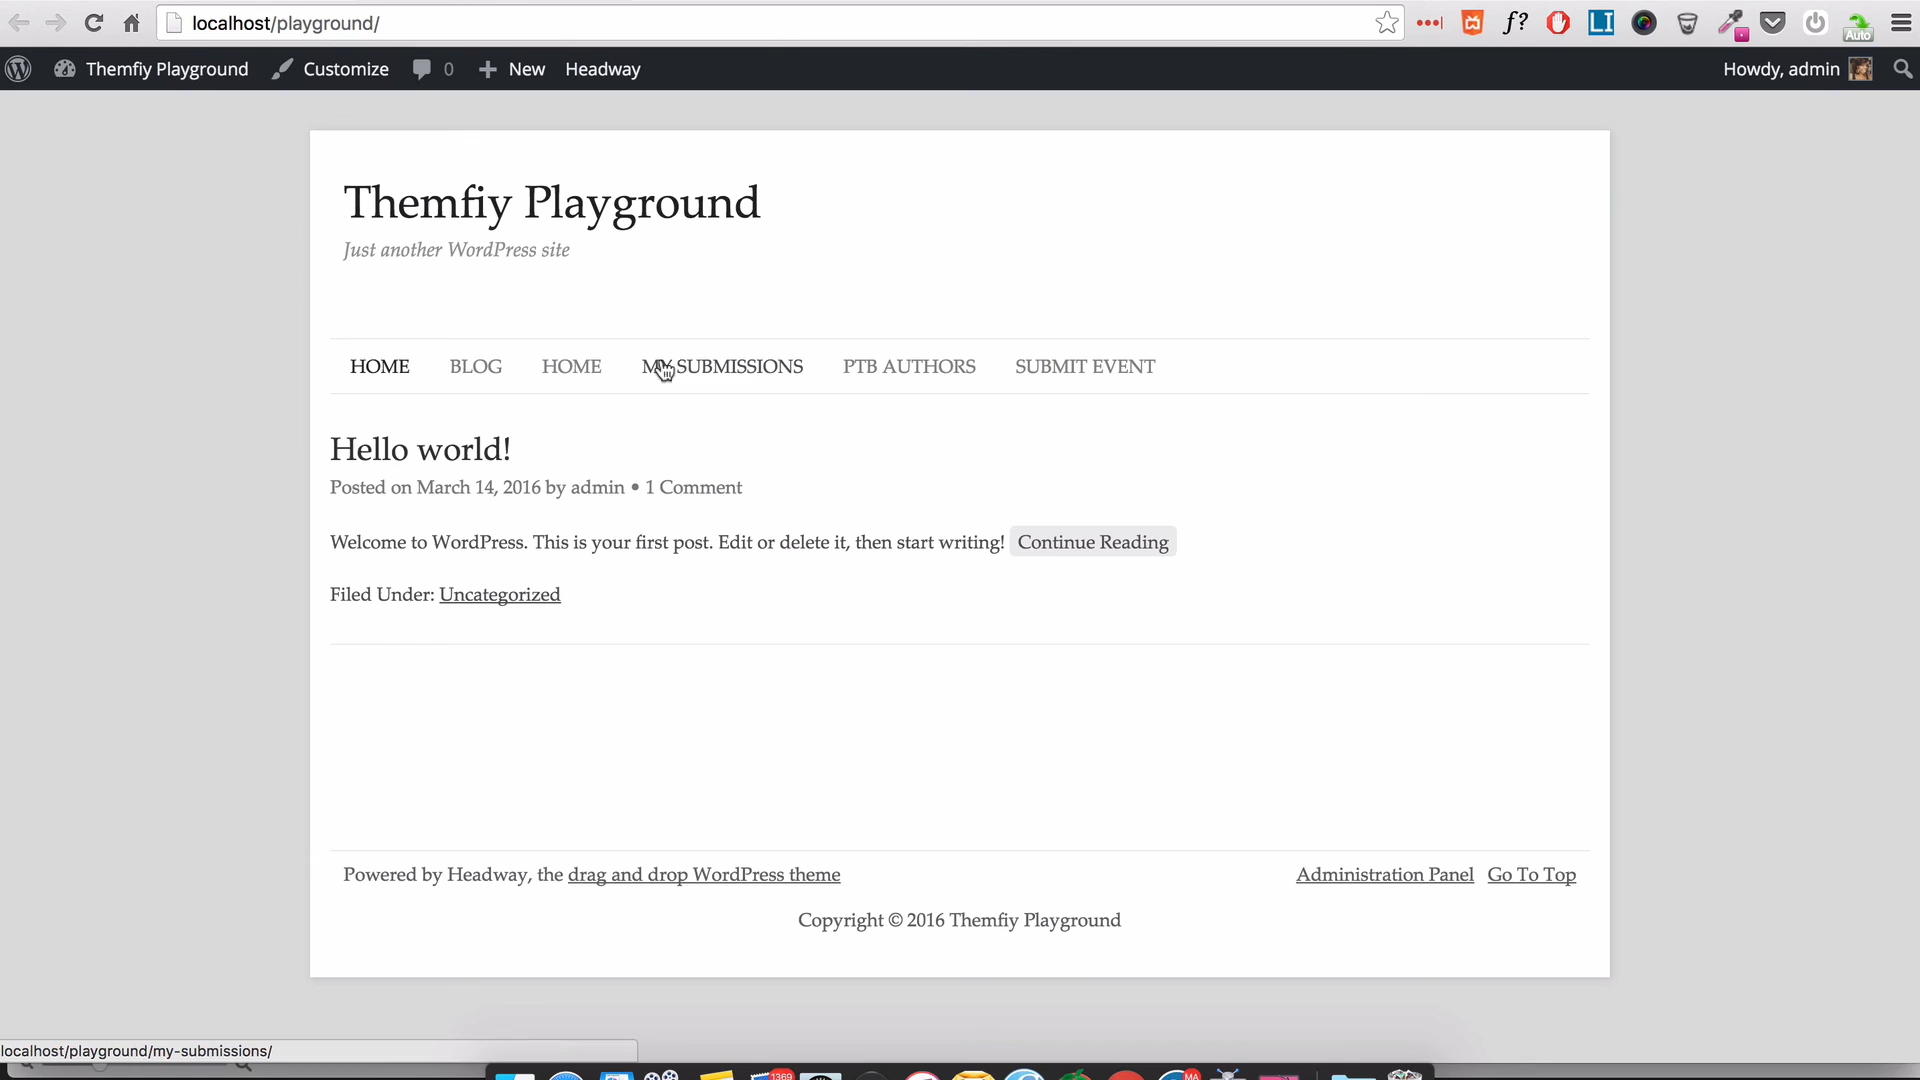 localhost/playground/
f?
LI
Auto
Themfiy Playground
Customize
0
New
Headway
Howdy, admin
Themfiy Playground
Just another WordPress site
HOME
BLOG
HOME
MY SUBMISSIONS
PTB AUTHORS
SUBMIT EVENT
Hello world!
Posted on March 14, 2016 by admin • 1 Comment
Welcome to WordPress. This is your first post. Edit or delete it, then start writing! Continue Reading
Filed Under: Uncategorized
Powered by Headway, the drag and drop WordPress theme
Administration Panel Go To Top
Copyright © 2016 Themfiy Playground
localhost/playground/my-submissions/
1369
MA